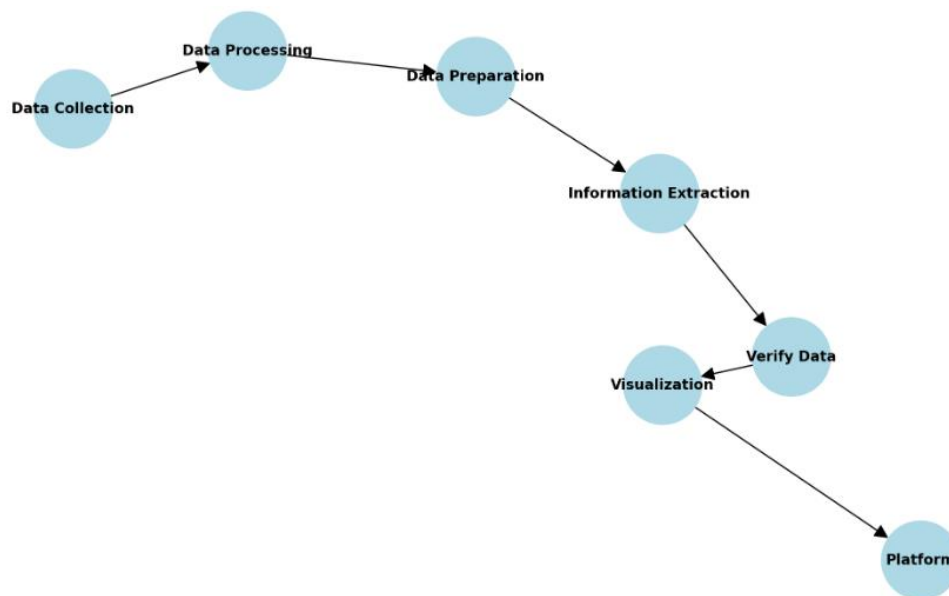 Data Collection
Data Processing
Data Preparation
Information Extraction
Verify Data
Visualization
Platform